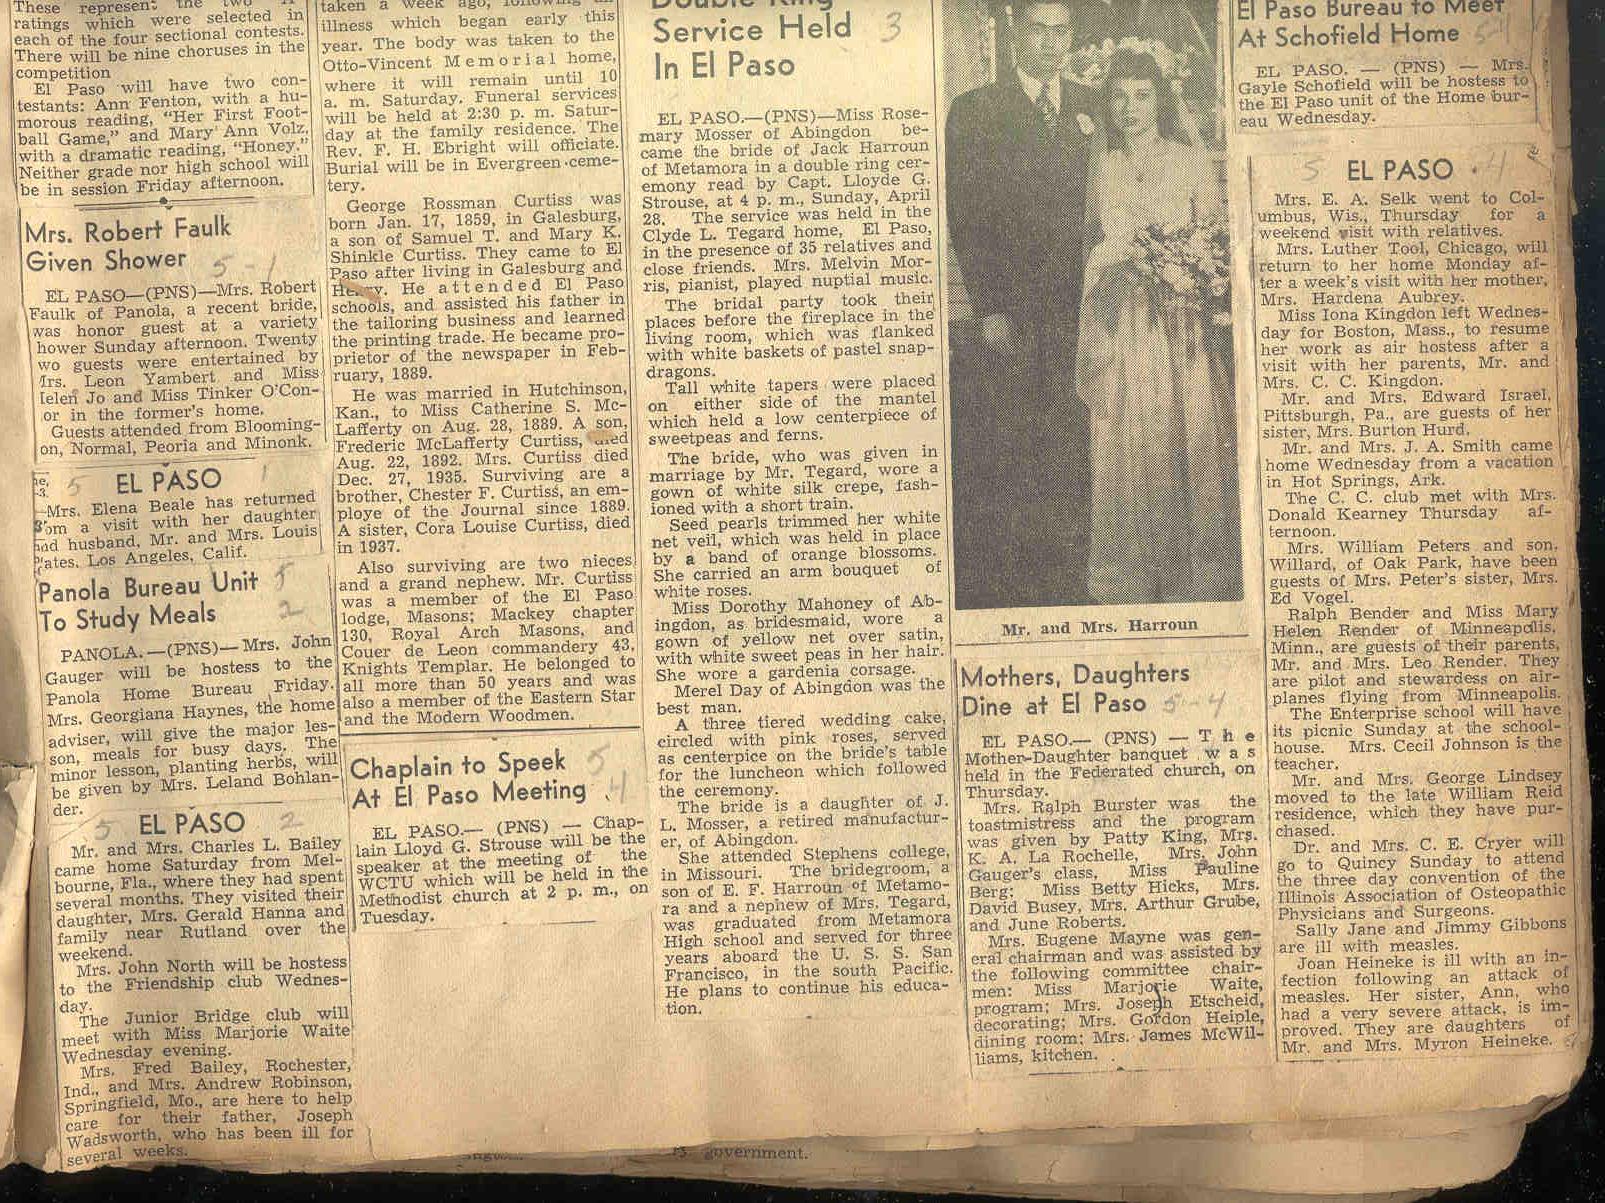 These represent the two
ratings which were selected in
each of the four sectional contests.
There will be nine choruses in the
competition
El Paso will have two con-
testants: Ann Fenton, with a hu-
morous reading, "Her First Foot-
ball Game," and Mary Ann Volz,
with a dramatic reading, "Honey."
Neither grade nor high school will
be in session Friday afternoon.
Mrs. Robert Faulk
Given Shower 5-1
EL PASO—(PNS)—Mrs. Robert
Faulk of Panola, a recent bride,
was honor guest at a variety
hower Sunday afternoon. Twenty
wo guests were entertained by
Irs. Leon Yambert and Miss
Ielen Jo and Miss Tinker O'Con-
or in the former's home.
Guests attended from Blooming-
on, Normal, Peoria and Minonk.
5 EL PASO 1
Mrs. Elena Beale has returned
om a visit with her daughter
husband, Mr. and Mrs. Louis
ates, Los Angeles, Calif.
Panola Bureau Unit 5
To Study Meals 2
PANOLA.—(PNS)—Mrs. John
Gauger will be hostess to the
Panola Home Bureau Friday.
Mrs. Georgiana Haynes, the home
adviser, will give the major les-
son, meals for busy days. The
minor lesson, planting herbs, will
be given by Mrs. Leland Bohlan-
der.
5 EL PASO 2
Mr. and Mrs. Charles L. Bailey
came home Saturday from Mel-
bourne, Fla., where they had spent
several months. They visited their
daughter, Mrs. Gerald Hanna and
family near Rutland over the
weekend.
Mrs. John North will be hostess
to the Friendship club Wednes-
day.
The Junior Bridge club will
meet with Miss Marjorie Waite
Wednesday evening.
Mrs. Fred Bailey, Rochester,
Ind., and Mrs. Andrew Robinson,
Springfield, Mo., are here to help
care for their father, Joseph
Wadsworth, who has been ill for
several weeks.
taken a week ago, following an
illness which began early this
year. The body was taken to the
Otto-Vincent Memorial home,
where it will remain until 10
a. m. Saturday. Funeral services
will be held at 2:30 p. m. Satur-
day at the family residence. The
Rev. F. H. Ebright will officiate.
Burial will be in Evergreen ceme-
tery.
George Rossman Curtiss was
born Jan. 17, 1859, in Galesburg,
a son of Samuel T. and Mary K.
Shinkle Curtiss. They came to El
Paso after living in Galesburg and
Henry. He attended El Paso
schools, and assisted his father in
the tailoring business and learned
the printing trade. He became pro-
prietor of the newspaper in Feb-
ruary, 1889.
He was married in Hutchinson,
Kan., to Miss Catherine S. Mc-
Lafferty on Aug. 28, 1889. A son,
Frederic McLafferty Curtiss, died
Aug. 22, 1892. Mrs. Curtiss died
Dec. 27, 1935. Surviving are a
brother, Chester F. Curtiss, an em-
ploye of the Journal since 1889.
A sister, Cora Louise Curtiss, died
in 1937.
Also surviving are two nieces
and a grand nephew. Mr. Curtiss
was a member of the El Paso
lodge, Masons; Mackey chapter
130, Royal Arch Masons, and
Couer de Leon commandery 43,
Knights Templar. He belonged to
all more than 50 years and was
also a member of the Eastern Star
and the Modern Woodmen.
Chaplain to Speek 5
At El Paso Meeting 4
EL PASO.— (PNS) — Chap-
lain Lloyd G. Strouse will be the
speaker at the meeting of the
WCTU which will be held in the
Methodist church at 2 p. m., on
Tuesday.
Double Ring
Service Held 3
In El Paso
EL PASO.—(PNS)—Miss Rose-
mary Mosser of Abingdon be-
came the bride of Jack Harroun
of Metamora in a double ring cer-
emony read by Capt. Lloyde G.
Strouse, at 4 p. m., Sunday, April
28. The service was held in the
Clyde L. Tegard home, El Paso,
in the presence of 35 relatives and
close friends. Mrs. Melvin Mor-
ris, pianist, played nuptial music.
The bridal party took their
places before the fireplace in the
living room, which was flanked
with white baskets of pastel snap-
dragons.
Tall white tapers were placed
on either side of the mantel
which held a low centerpiece of
sweetpeas and ferns.
The bride, who was given in
marriage by Mr. Tegard, wore a
gown of white silk crepe, fash-
ioned with a short train.
Seed pearls trimmed her white
net veil, which was held in place
by a band of orange blossoms.
She carried an arm bouquet of
white roses.
Miss Dorothy Mahoney of Ab-
ingdon, as bridesmaid, wore a
gown of yellow net over satin,
with white sweet peas in her hair.
She wore a gardenia corsage.
Merel Day of Abingdon was the
best man.
A three tiered wedding cake,
circled with pink roses, served
as centerpice on the bride's table
for the luncheon which followed
the ceremony.
The bride is a daughter of J.
L. Mosser, a retired manufactur-
er, of Abingdon.
She attended Stephens college,
in Missouri. The bridegroom, a
son of E. F. Harroun of Metamo-
ra and a nephew of Mrs. Tegard,
was graduated from Metamora
High school and served for three
years aboard the U. S. S. San
Francisco, in the south Pacific.
He plans to continue his educa-
tion.
Mr. and Mrs. Harroun
Mothers, Daughters
Dine at El Paso 5-4
EL PASO.— (PNS) — The
Mother-Daughter banquet was
held in the Federated church, on
Thursday.
Mrs. Ralph Burster was the
toastmistress and the program
was given by Patty King, Mrs.
K. A. La Rochelle, Mrs. John
Gauger's class, Miss Pauline
Berg; Miss Betty Hicks, Mrs.
David Busey, Mrs. Arthur Grube,
and June Roberts.
Mrs. Eugene Mayne was gen-
eral chairman and was assisted by
the following committee chair-
men: Miss Marjorie Waite,
program; Mrs. Joseph Etscheid,
decorating; Mrs. Gordon Heiple,
dining room; Mrs. James McWil-
liams, kitchen.
El Paso Bureau to Meet
At Schofield Home 5-4
EL PASO. — (PNS) — Mrs.
Gayle Schofield will be hostess to
the El Paso unit of the Home bur-
eau Wednesday.
5 EL PASO 4
Mrs. E. A. Selk went to Col-
umbus, Wis., Thursday for a
weekend visit with relatives.
Mrs. Luther Tool, Chicago, will
return to her home Monday af-
ter a week's visit with her mother,
Mrs. Hardena Aubrey.
Miss Iona Kingdon left Wednes-
day for Boston, Mass., to resume
her work as air hostess after a
visit with her parents, Mr. and
Mrs. C. C. Kingdon.
Mr. and Mrs. Edward Israel,
Pittsburgh, Pa., are guests of her
sister, Mrs. Burton Hurd.
Mr. and Mrs. J. A. Smith came
home Wednesday from a vacation
in Hot Springs, Ark.
The C. C. club met with Mrs.
Donald Kearney Thursday af-
ternoon.
Mrs. William Peters and son,
Willard, of Oak Park, have been
guests of Mrs. Peter's sister, Mrs.
Ed Vogel.
Ralph Bender and Miss Mary
Helen Render of Minneapolis,
Minn., are guests of their parents,
Mr. and Mrs. Leo Render. They
are pilot and stewardess on air-
planes flying from Minneapolis.
The Enterprise school will have
its picnic Sunday at the school-
house. Mrs. Cecil Johnson is the
teacher.
Mr. and Mrs. George Lindsey
moved to the late William Reid
residence, which they have pur-
chased.
Dr. and Mrs. C. E. Cryer will
go to Quincy Sunday to attend
the three day convention of the
Illinois Association of Osteopathic
Physicians and Surgeons.
Sally Jane and Jimmy Gibbons
are ill with measles.
Joan Heineke is ill with an in-
fection following an attack of
measles. Her sister, Ann, who
had a very severe attack, is im-
proved. They are daughters of
Mr. and Mrs. Myron Heineke.
government.